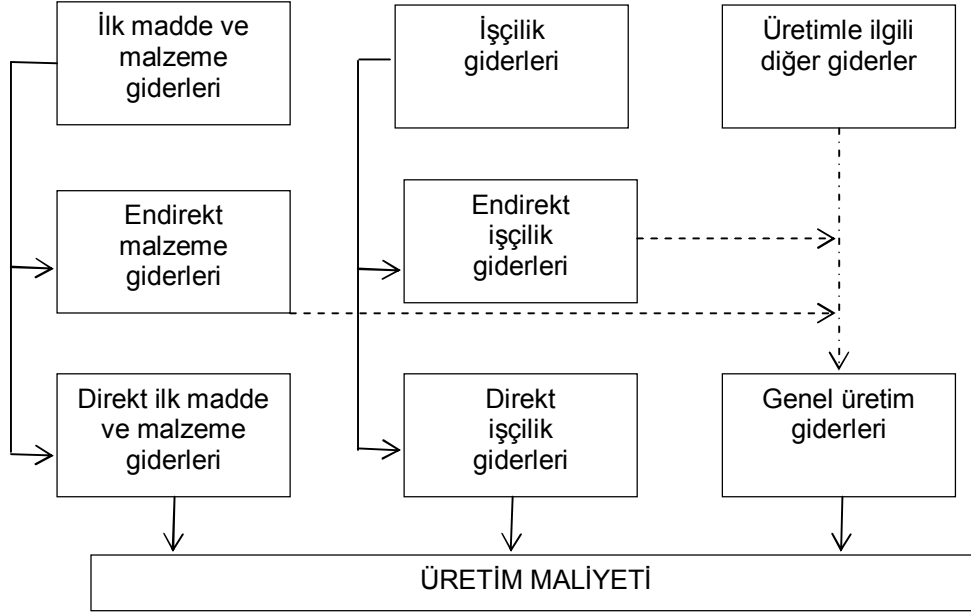 İlk madde ve
malzeme
giderleri
İşçilik
giderleri
Üretimle ilgili
diğer giderler
Endirekt
malzeme
giderleri
Endirekt
işçilik
giderleri
Direkt ilk madde
ve malzeme
giderleri
Direkt
işçilik
giderleri
Genel üretim
giderleri
ÜRETİM MALİYETİ